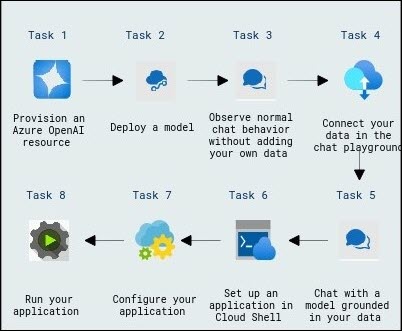 Task 1
Task 2
Task 3
Task 4
Provision an
Azure OpenAI
resource
Deploy a model
Observe normal
chat behavior
without adding
your own data
Connect your
data in the
chat playground
Task 8
Task 7
Task 6
Task 5
Run your
application
Configure your
application
Set up an
application in
Cloud Shell
Chat with a
model grounded
in your data